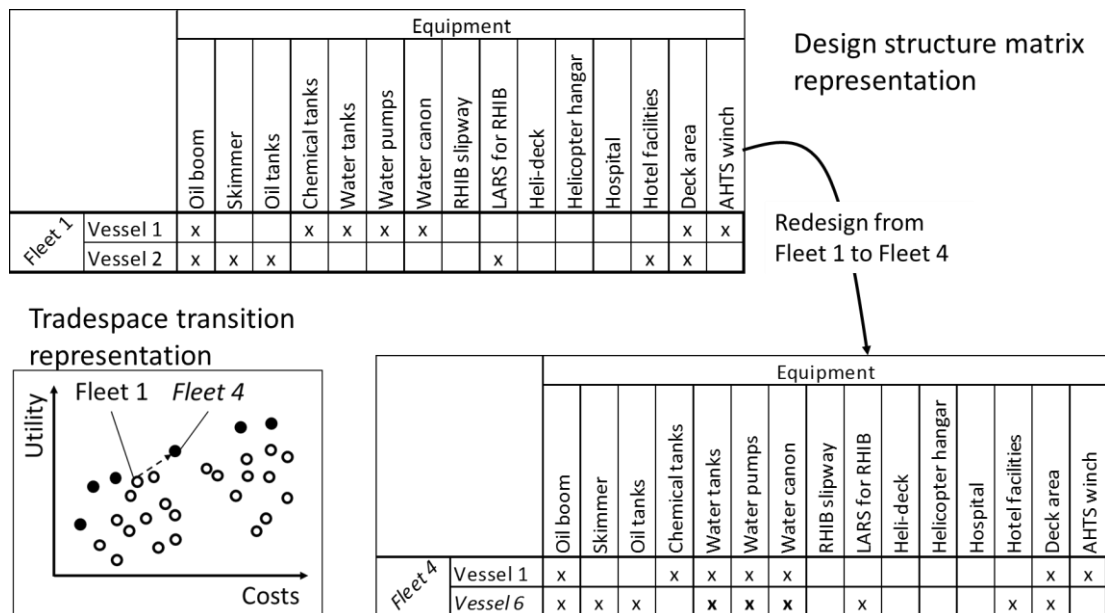 Equipment
Oil boom
Skimmer
Oil tanks
Chemical tanks
Water tanks
Water pumps
Water canon
RHIB slipway
LARS for RHIB
Heli-deck
Helicopter hangar
Hospital
Hotel facilities
Deck area
AHTS winch
Fleet 1
Vessel 1 x x x x x x x
Vessel 2 x x x x x x
Design structure matrix
representation
Redesign from
Fleet 1 to Fleet 4
Tradespace transition
representation
Fleet 1 Fleet 4
Utility
Costs
Equipment
Oil boom
Skimmer
Oil tanks
Chemical tanks
Water tanks
Water pumps
Water canon
RHIB slipway
LARS for RHIB
Heli-deck
Helicopter hangar
Hospital
Hotel facilities
Deck area
AHTS winch
Fleet 4
Vessel 1 x x x x x x x
Vessel 6 x x x x x x x x x